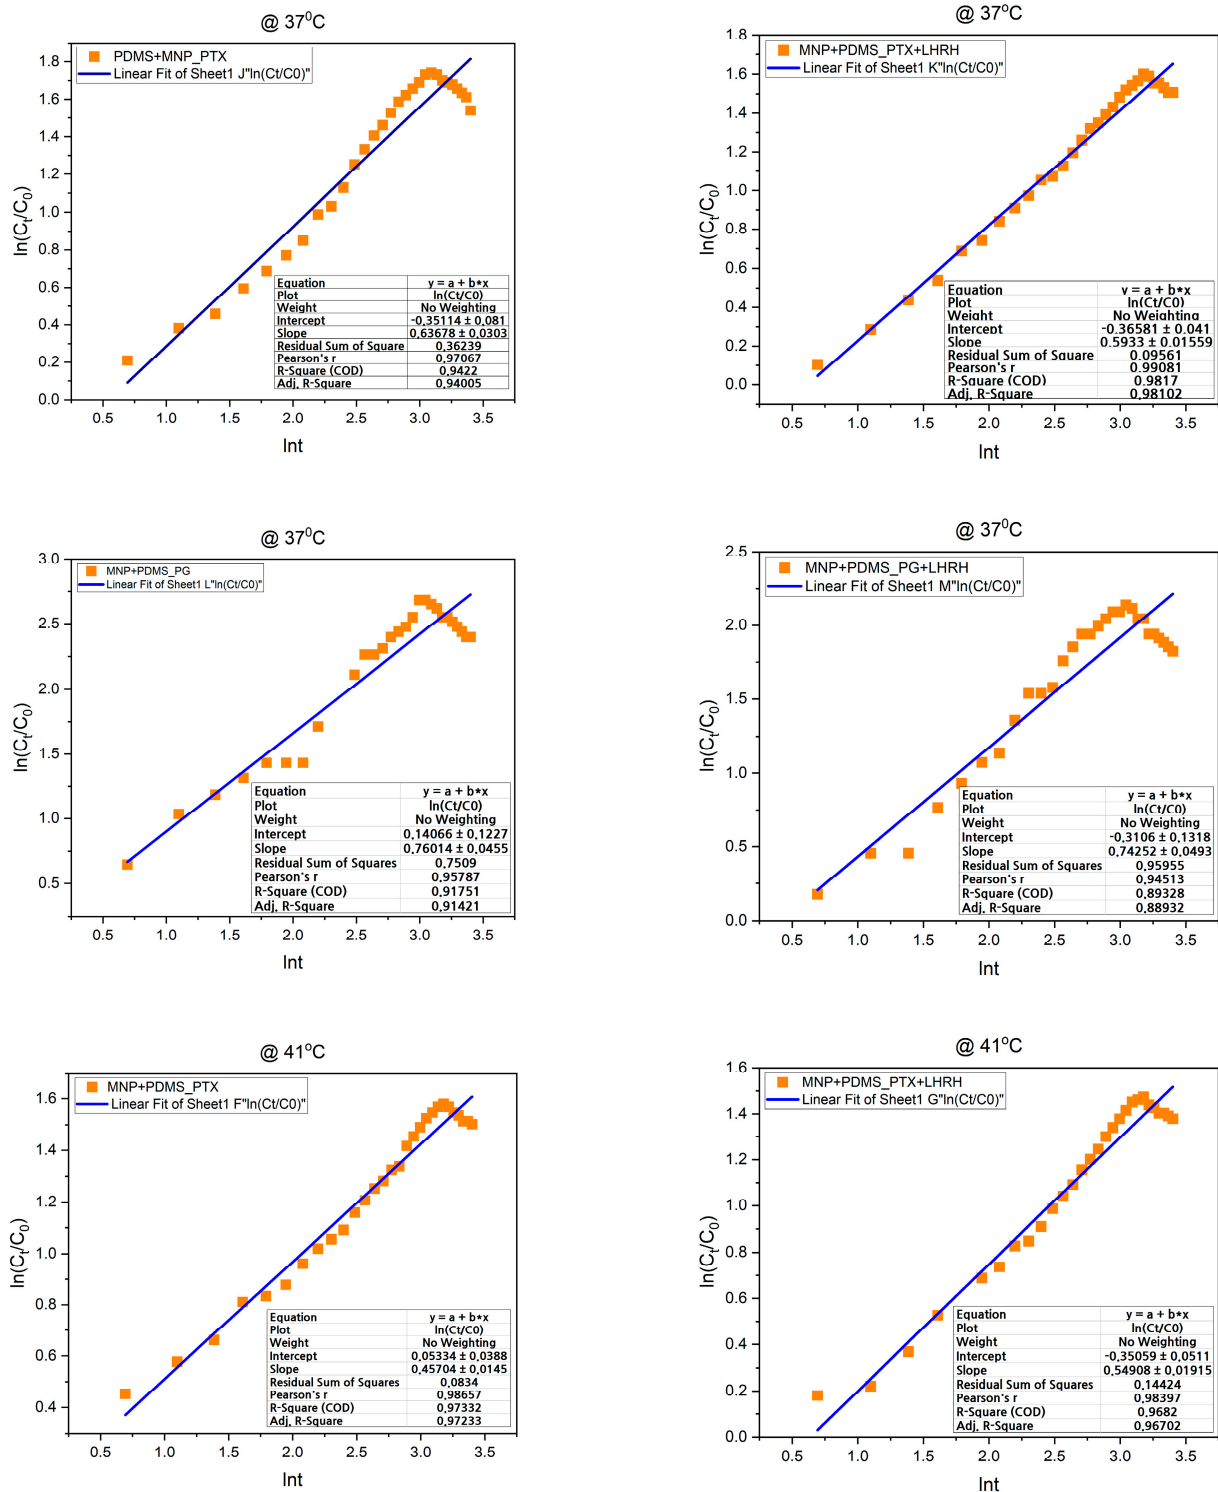 @ 37⁰C
PDMS+MNP_PTX
Linear Fit of Sheet1 J"ln(Ct/C0)"
1.8
1.6
1.4
1.2
1.0
0.8
0.6
0.4
0.2
0.0
ln(Cₜ/C₀)
Equation y = a + b*x
Plot ln(Ct/C0)
Weight No Weighting
Intercept -0,35114 ± 0,081
Slope 0,63678 ± 0,0303
Residual Sum of Square 0,36239
Pearson's r 0,97067
R-Square (COD) 0,9422
Adj. R-Square 0,94005
0.5 1.0 1.5 2.0 2.5 3.0 3.5
lnt
@ 37⁰C
MNP+PDMS_PTX+LHRH
Linear Fit of Sheet1 K"ln(Ct/C0)"
1.8
1.6
1.4
1.2
1.0
0.8
0.6
0.4
0.2
0.0
ln(Cₜ/C₀)
Equation y = a + b*x
Plot ln(Ct/C0)
Weight No Weighting
Intercept -0.36581 ± 0.041
Slope 0.5933 ± 0.01559
Residual Sum of Square 0.09561
Pearson's r 0.99081
R-Square (COD) 0.9817
Adj. R-Square 0.98102
0.5 1.0 1.5 2.0 2.5 3.0 3.5
lnt
@ 37⁰C
MNP+PDMS_PG
Linear Fit of Sheet1 L"ln(Ct/C0)"
3.0
2.5
2.0
1.5
1.0
0.5
ln(Cₜ/C₀)
Equation y = a + b*x
Plot ln(Ct/C0)
Weight No Weighting
Intercept 0,14066 ± 0,1227
Slope 0,76014 ± 0,0455
Residual Sum of Squares 0,7509
Pearson's r 0,95787
R-Square (COD) 0,91751
Adj. R-Square 0,91421
0.5 1.0 1.5 2.0 2.5 3.0 3.5
lnt
@ 37⁰C
MNP+PDMS_PG+LHRH
Linear Fit of Sheet1 M"ln(Ct/C0)"
2.5
2.0
1.5
1.0
0.5
0.0
ln(Cₜ/C₀)
Equation y = a + b*x
Plot ln(Ct/C0)
Weight No Weighting
Intercept -0,3106 ± 0,1318
Slope 0,74252 ± 0,0493
Residual Sum of Squares 0,95955
Pearson's r 0,94513
R-Square (COD) 0,89328
Adj. R-Square 0,88932
0.5 1.0 1.5 2.0 2.5 3.0 3.5
lnt
@ 41⁰C
MNP+PDMS_PTX
Linear Fit of Sheet1 F"ln(Ct/C0)"
1.6
1.4
1.2
1.0
0.8
0.6
0.4
ln(Cₜ/C₀)
Equation y = a + b*x
Plot ln(Ct/C0)
Weight No Weighting
Intercept 0,05334 ± 0,0388
Slope 0,45704 ± 0,0145
Residual Sum of Squares 0,0834
Pearson's r 0,98657
R-Square (COD) 0,97332
Adj. R-Square 0,97233
0.5 1.0 1.5 2.0 2.5 3.0 3.5
lnt
@ 41⁰C
MNP+PDMS_PTX+LHRH
Linear Fit of Sheet1 G"ln(Ct/C0)"
1.6
1.4
1.2
1.0
0.8
0.6
0.4
0.2
0.0
ln(Cₜ/C₀)
Equation y = a + b*x
Plot ln(Ct/C0)
Weight No Weighting
Intercept -0,35059 ± 0,0511
Slope 0,54908 ± 0,01915
Residual Sum of Squares 0,14424
Pearson's r 0,98397
R-Square (COD) 0,9682
Adj. R-Square 0,96702
0.5 1.0 1.5 2.0 2.5 3.0 3.5
lnt